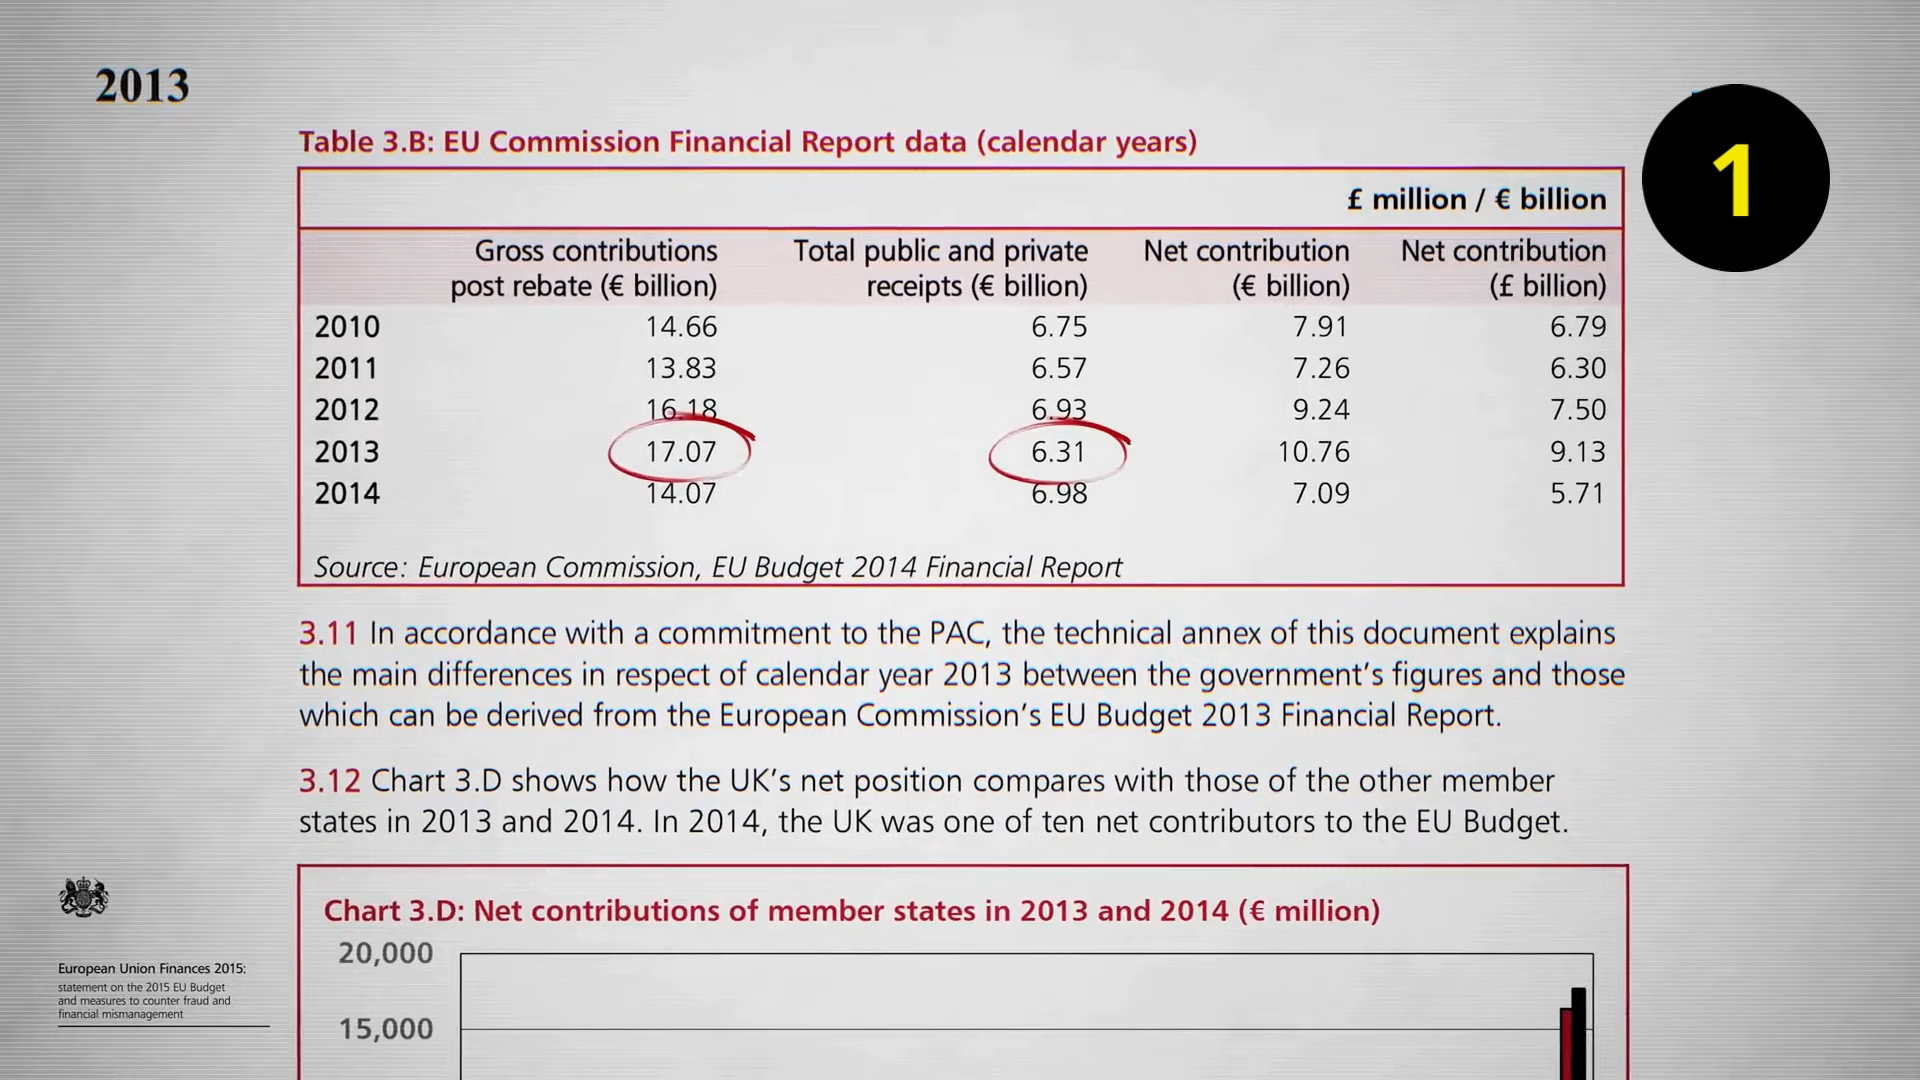 2013
1
Table 3.B: EU Commission Financial Report data (calendar years)
£ million / € billion
Gross contributions post rebate (€ billion) Total public and private receipts (€ billion) Net contribution (€ billion) Net contribution (£ billion)
2010 14.66 6.75 7.91 6.79
2011 13.83 6.57 7.26 6.30
2012 16.18 6.93 9.24 7.50
2013 17.07 6.31 10.76 9.13
2014 14.07 6.98 7.09 5.71
Source: European Commission, EU Budget 2014 Financial Report
3.11 In accordance with a commitment to the PAC, the technical annex of this document explains
the main differences in respect of calendar year 2013 between the government's figures and those
which can be derived from the European Commission's EU Budget 2013 Financial Report.
3.12 Chart 3.D shows how the UK's net position compares with those of the other member
states in 2013 and 2014. In 2014, the UK was one of ten net contributors to the EU Budget.
Chart 3.D: Net contributions of member states in 2013 and 2014 (€ million)
20,000
15,000
European Union Finances 2015:
statement on the 2015 EU Budget
and measures to counter fraud and
financial mismanagement